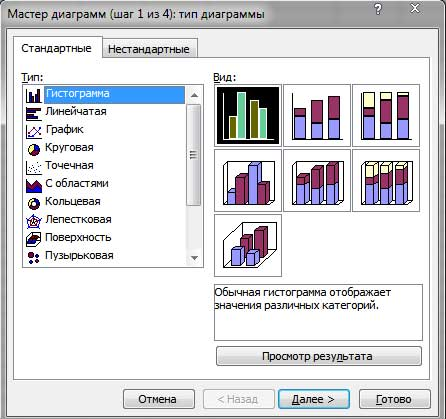 Мастер диаграмм (шаг 1 из 4): тип диаграммы
Стандартные
Нестандартные
Тип:
Гистограмма
Линейчатая
График
Круговая
Точечная
С областями
Кольцевая
Лепестковая
Поверхность
Пузырьковая
Вид:
Обычная гистограмма отображает
значения различных категорий.
Просмотр результата
Отмена
< Назад
Далее >
Готово